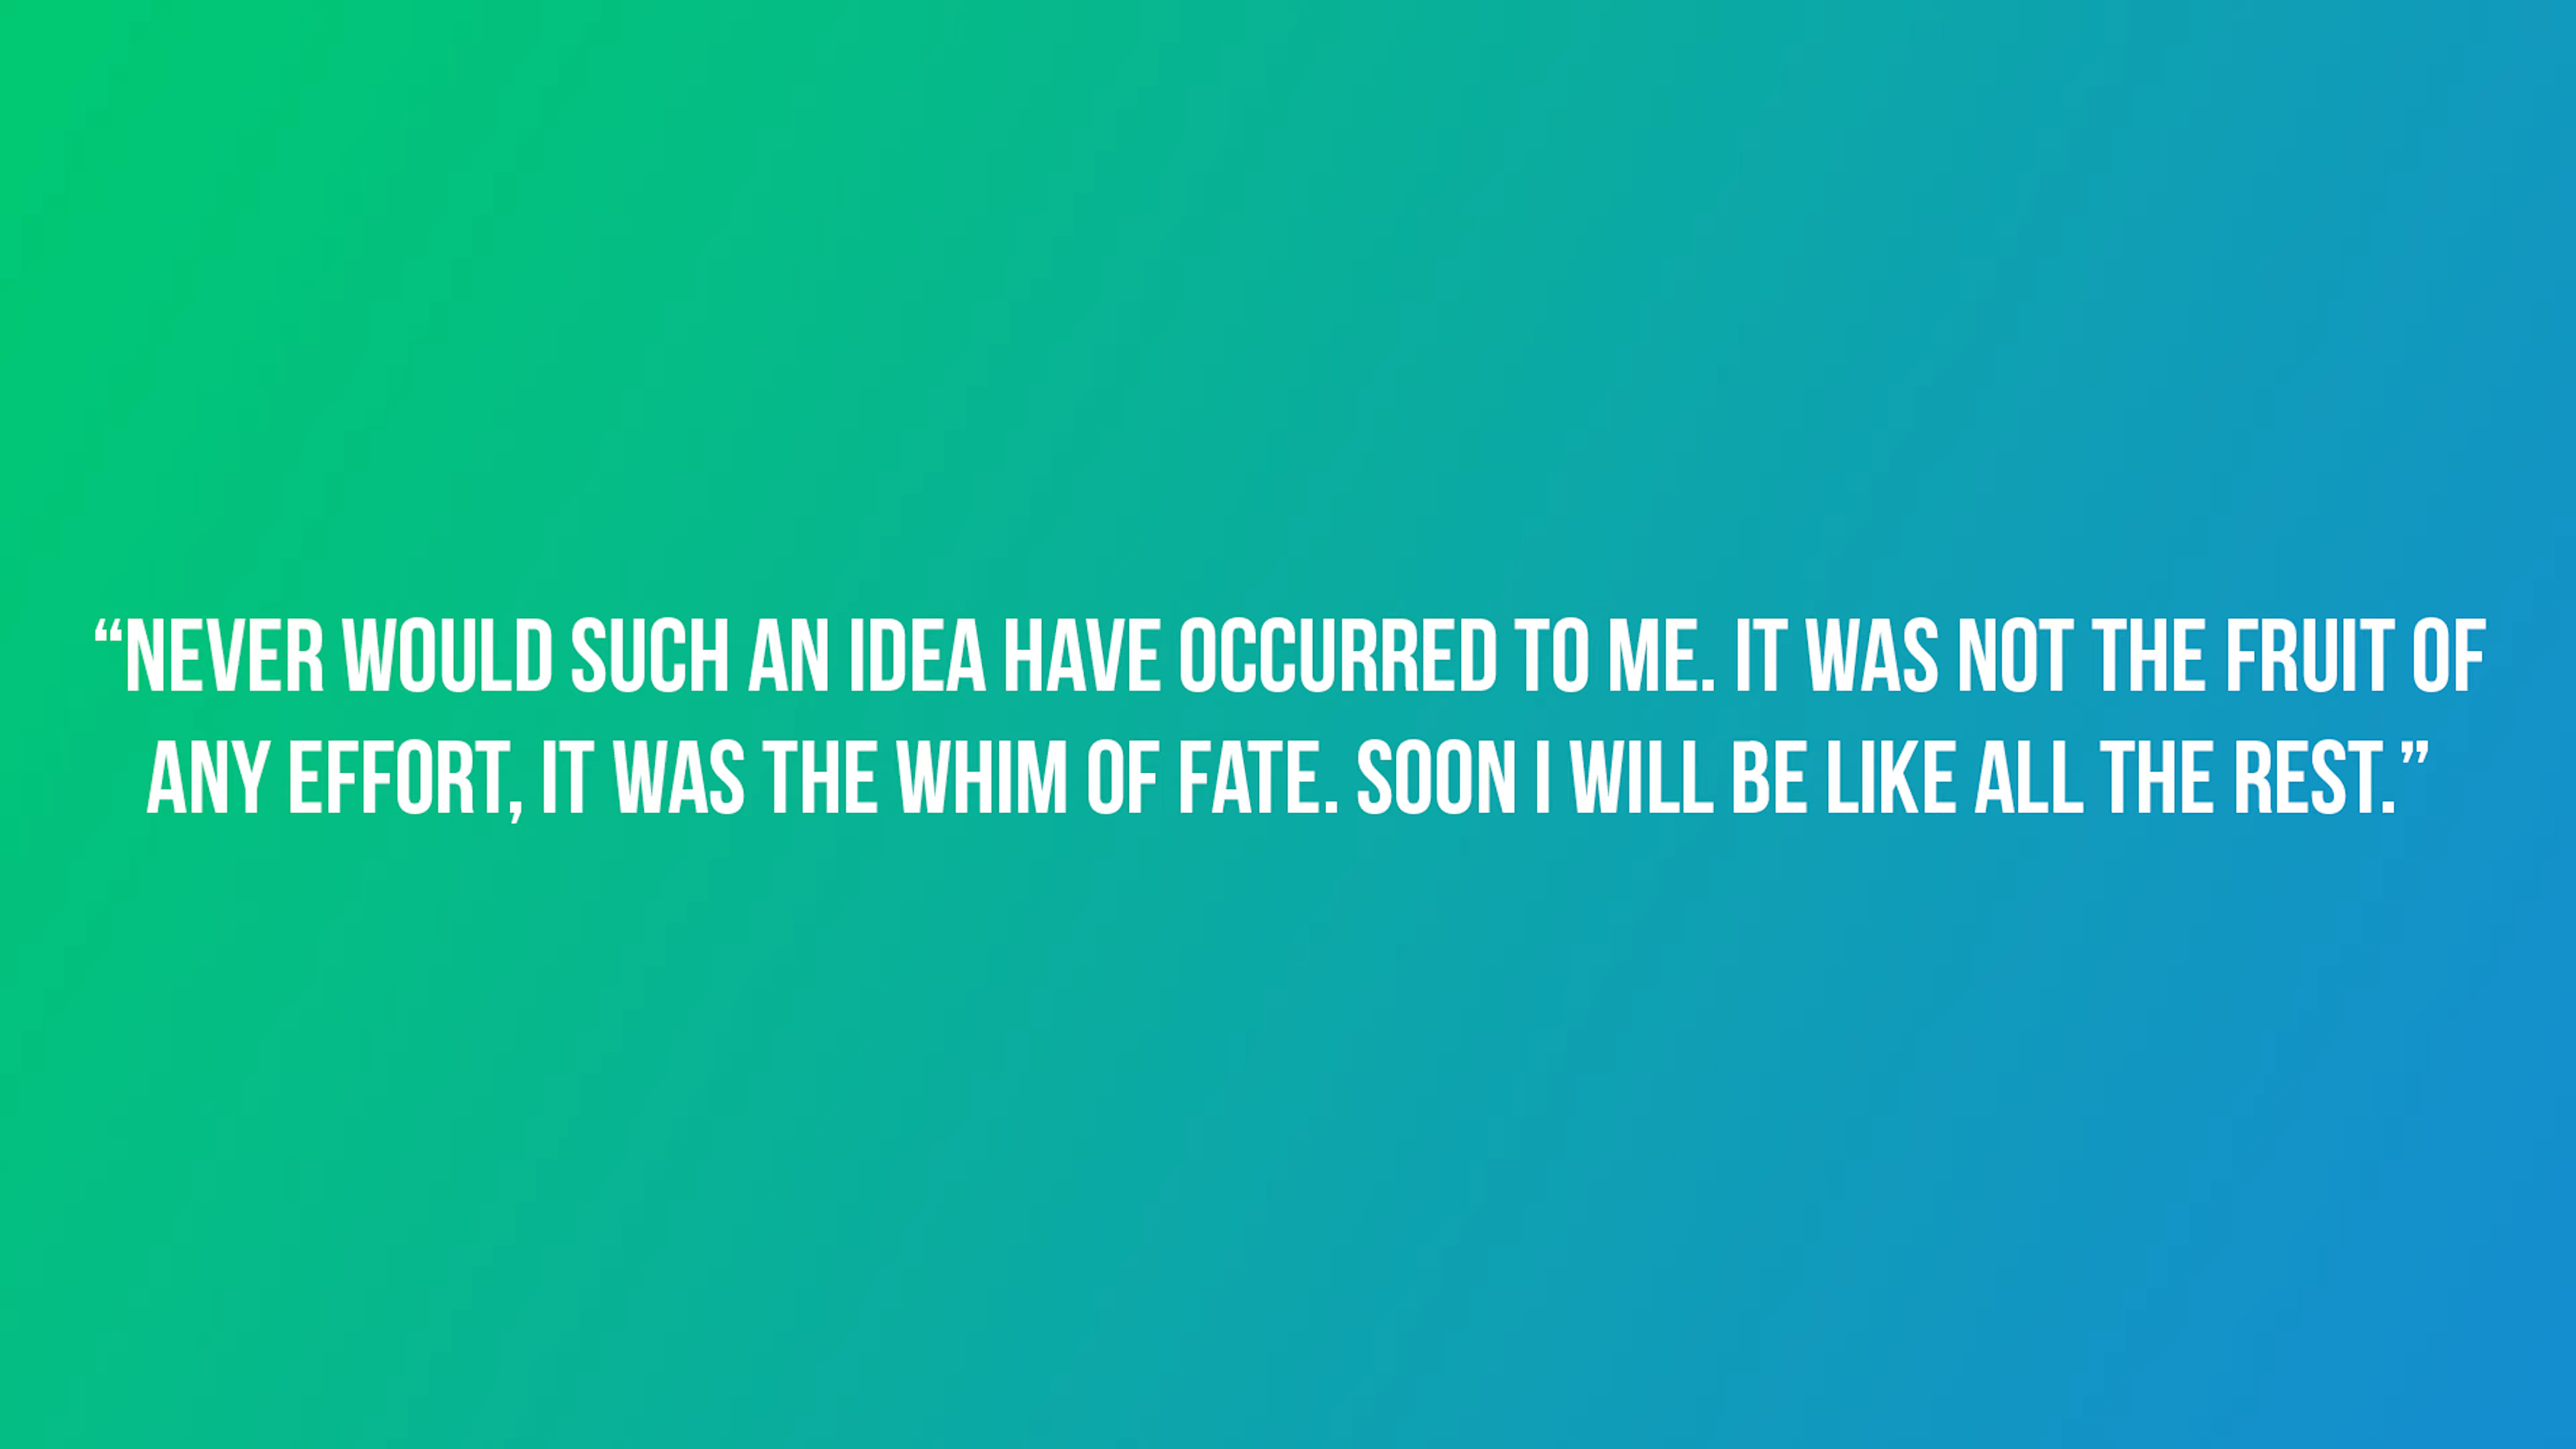 “NEVER WOULD SUCH AN IDEA HAVE OCCURRED TO ME. IT WAS NOT THE FRUIT OF
ANY EFFORT, IT WAS THE WHIM OF FATE. SOON I WILL BE LIKE ALL THE REST.”